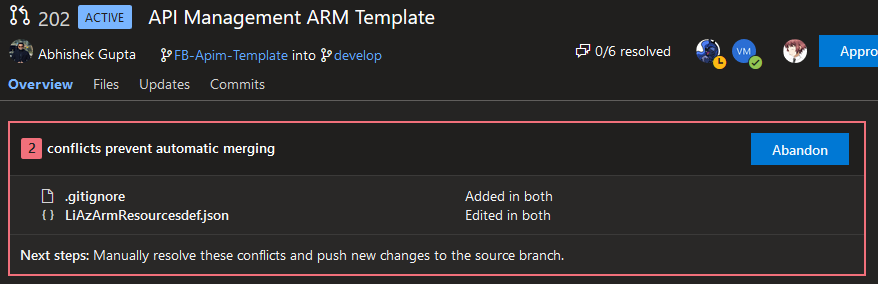 202 ACTIVE API Management ARM Template
Abhishek Gupta FB-Apim-Template into develop 0/6 resolved VM Appro
Overview Files Updates Commits
2 conflicts prevent automatic merging Abandon
.gitignore Added in both
{ } LiAzArmResourcesdef.json Edited in both
Next steps: Manually resolve these conflicts and push new changes to the source branch.